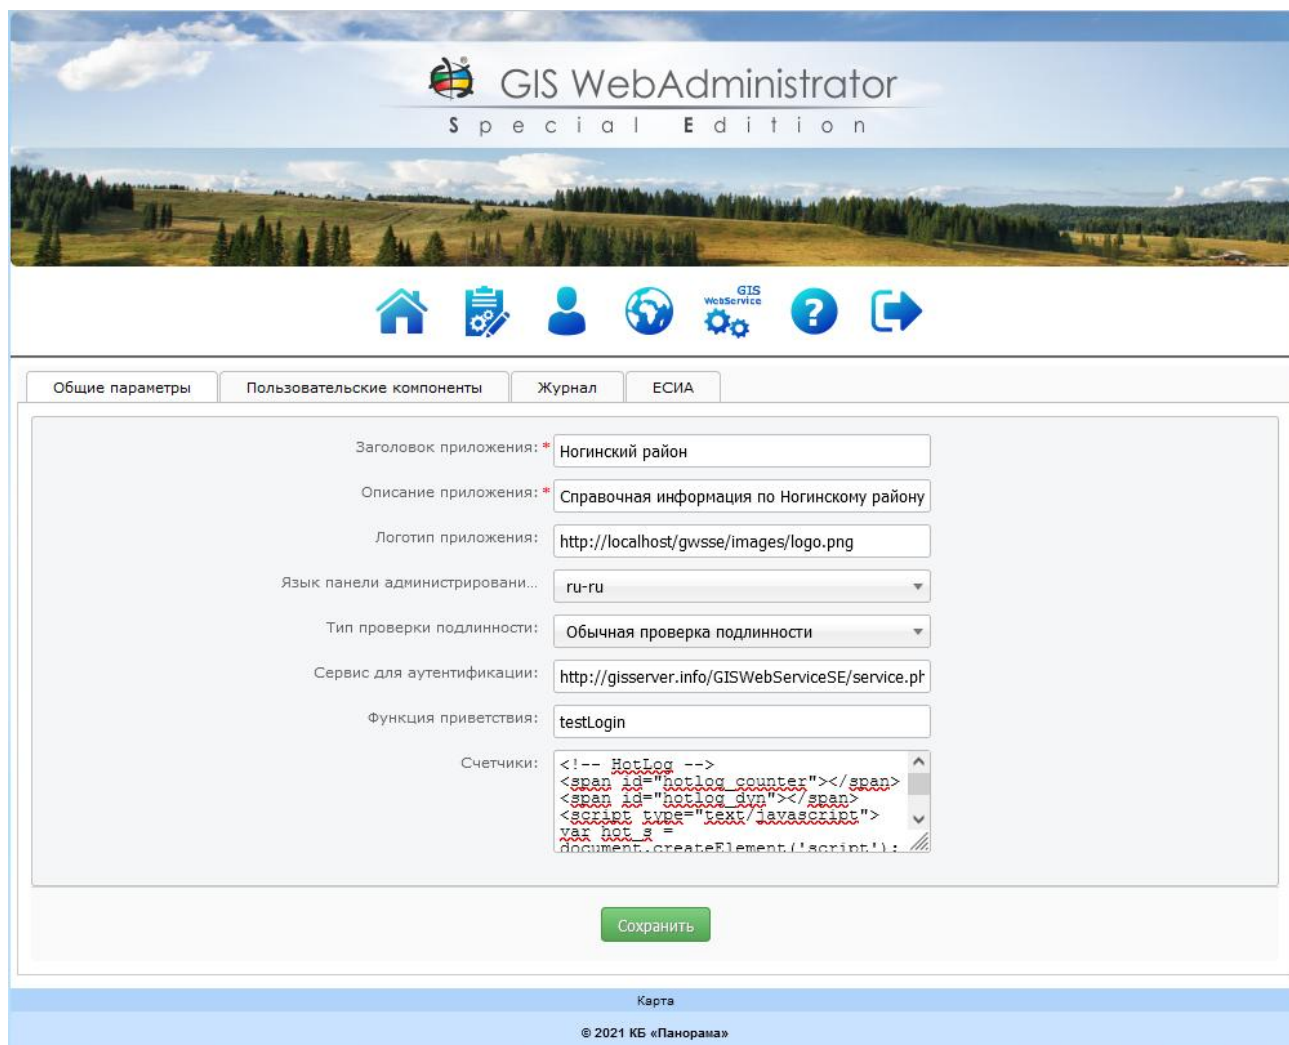 GIS WebAdministrator
Special Edition
GIS
WebService
Общие параметры
Пользовательские компоненты
Журнал
ЕСИА
Заголовок приложения: *
Ногинский район
Описание приложения: *
Справочная информация по Ногинскому району
Логотип приложения:
http://localhost/gwsse/images/logo.png
Язык панели администрировани...
ru-ru
Тип проверки подлинности:
Обычная проверка подлинности
Сервис для аутентификации:
http://gisserver.info/GISWebServiceSE/service.ph
Функция приветствия:
testLogin
Счетчики:
<!-- HotLog -->
<span id="hotlog_counter"></span>
<span id="hotlog_dyn"></span>
<script type="text/javascript">
var hot_s =
document.createElement('script');
Сохранить
Карта
© 2021 КБ «Панорама»